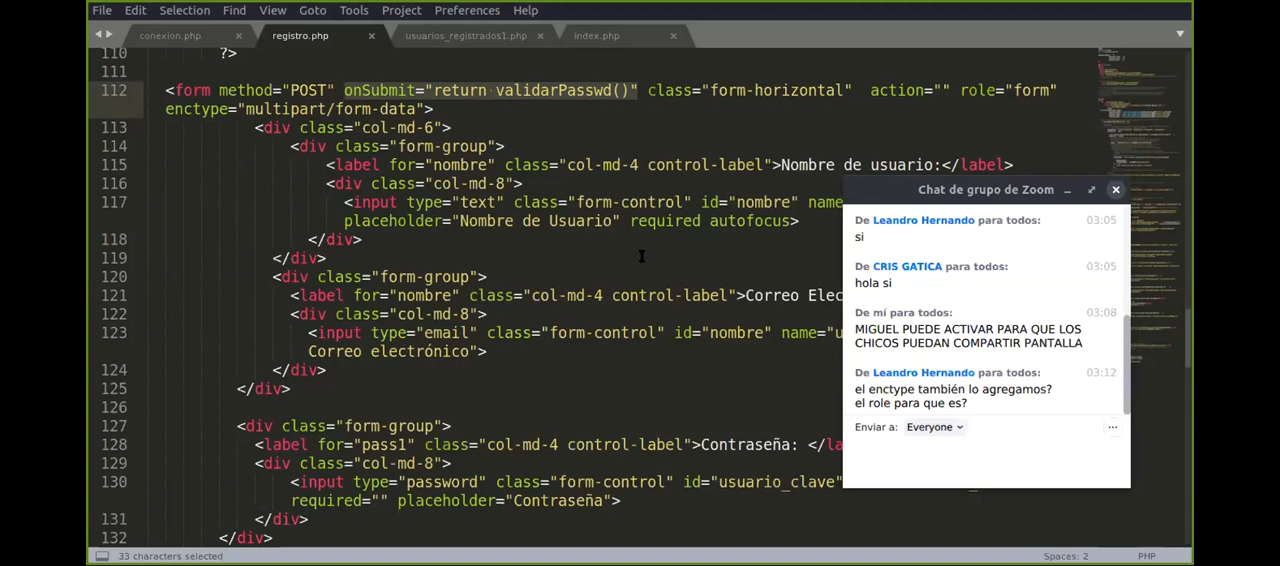 File Edit Selection Find View Goto Tools Project Preferences Help
conexion.php × registro.php × usuarios_registrados1.php × index.php ×
110 ?>
111
112 <form method="POST" onSubmit="return validarPasswd()" class="form-horizontal" action="" role="form"
enctype="multipart/form-data">
113 <div class="col-md-6">
114 <div class="form-group">
115 <label for="nombre" class="col-md-4 control-label">Nombre de usuario:</label>
116 <div class="col-md-8">
117 <input type="text" class="form-control" id="nombre" name
placeholder="Nombre de Usuario" required autofocus>
118 </div>
119 </div>
120 <div class="form-group">
121 <label for="nombre" class="col-md-4 control-label">Correo Elec
122 <div class="col-md-8">
123 <input type="email" class="form-control" id="nombre" name="u
Correo electrónico">
124 </div>
125 </div>
126
127 <div class="form-group">
128 <label for="pass1" class="col-md-4 control-label">Contraseña: </la
129 <div class="col-md-8">
130 <input type="password" class="form-control" id="usuario_clave"
required="" placeholder="Contraseña">
131 </div>
132 </div>
Chat de grupo de Zoom
De Leandro Hernando para todos: 03:05
si
De CRIS GATICA para todos: 03:05
hola si
De mí para todos: 03:08
MIGUEL PUEDE ACTIVAR PARA QUE LOS
CHICOS PUEDAN COMPARTIR PANTALLA
De Leandro Hernando para todos: 03:12
el enctype también lo agregamos?
el role para que es?
Enviar a: Everyone ...
33 characters selected Spaces: 2 PHP